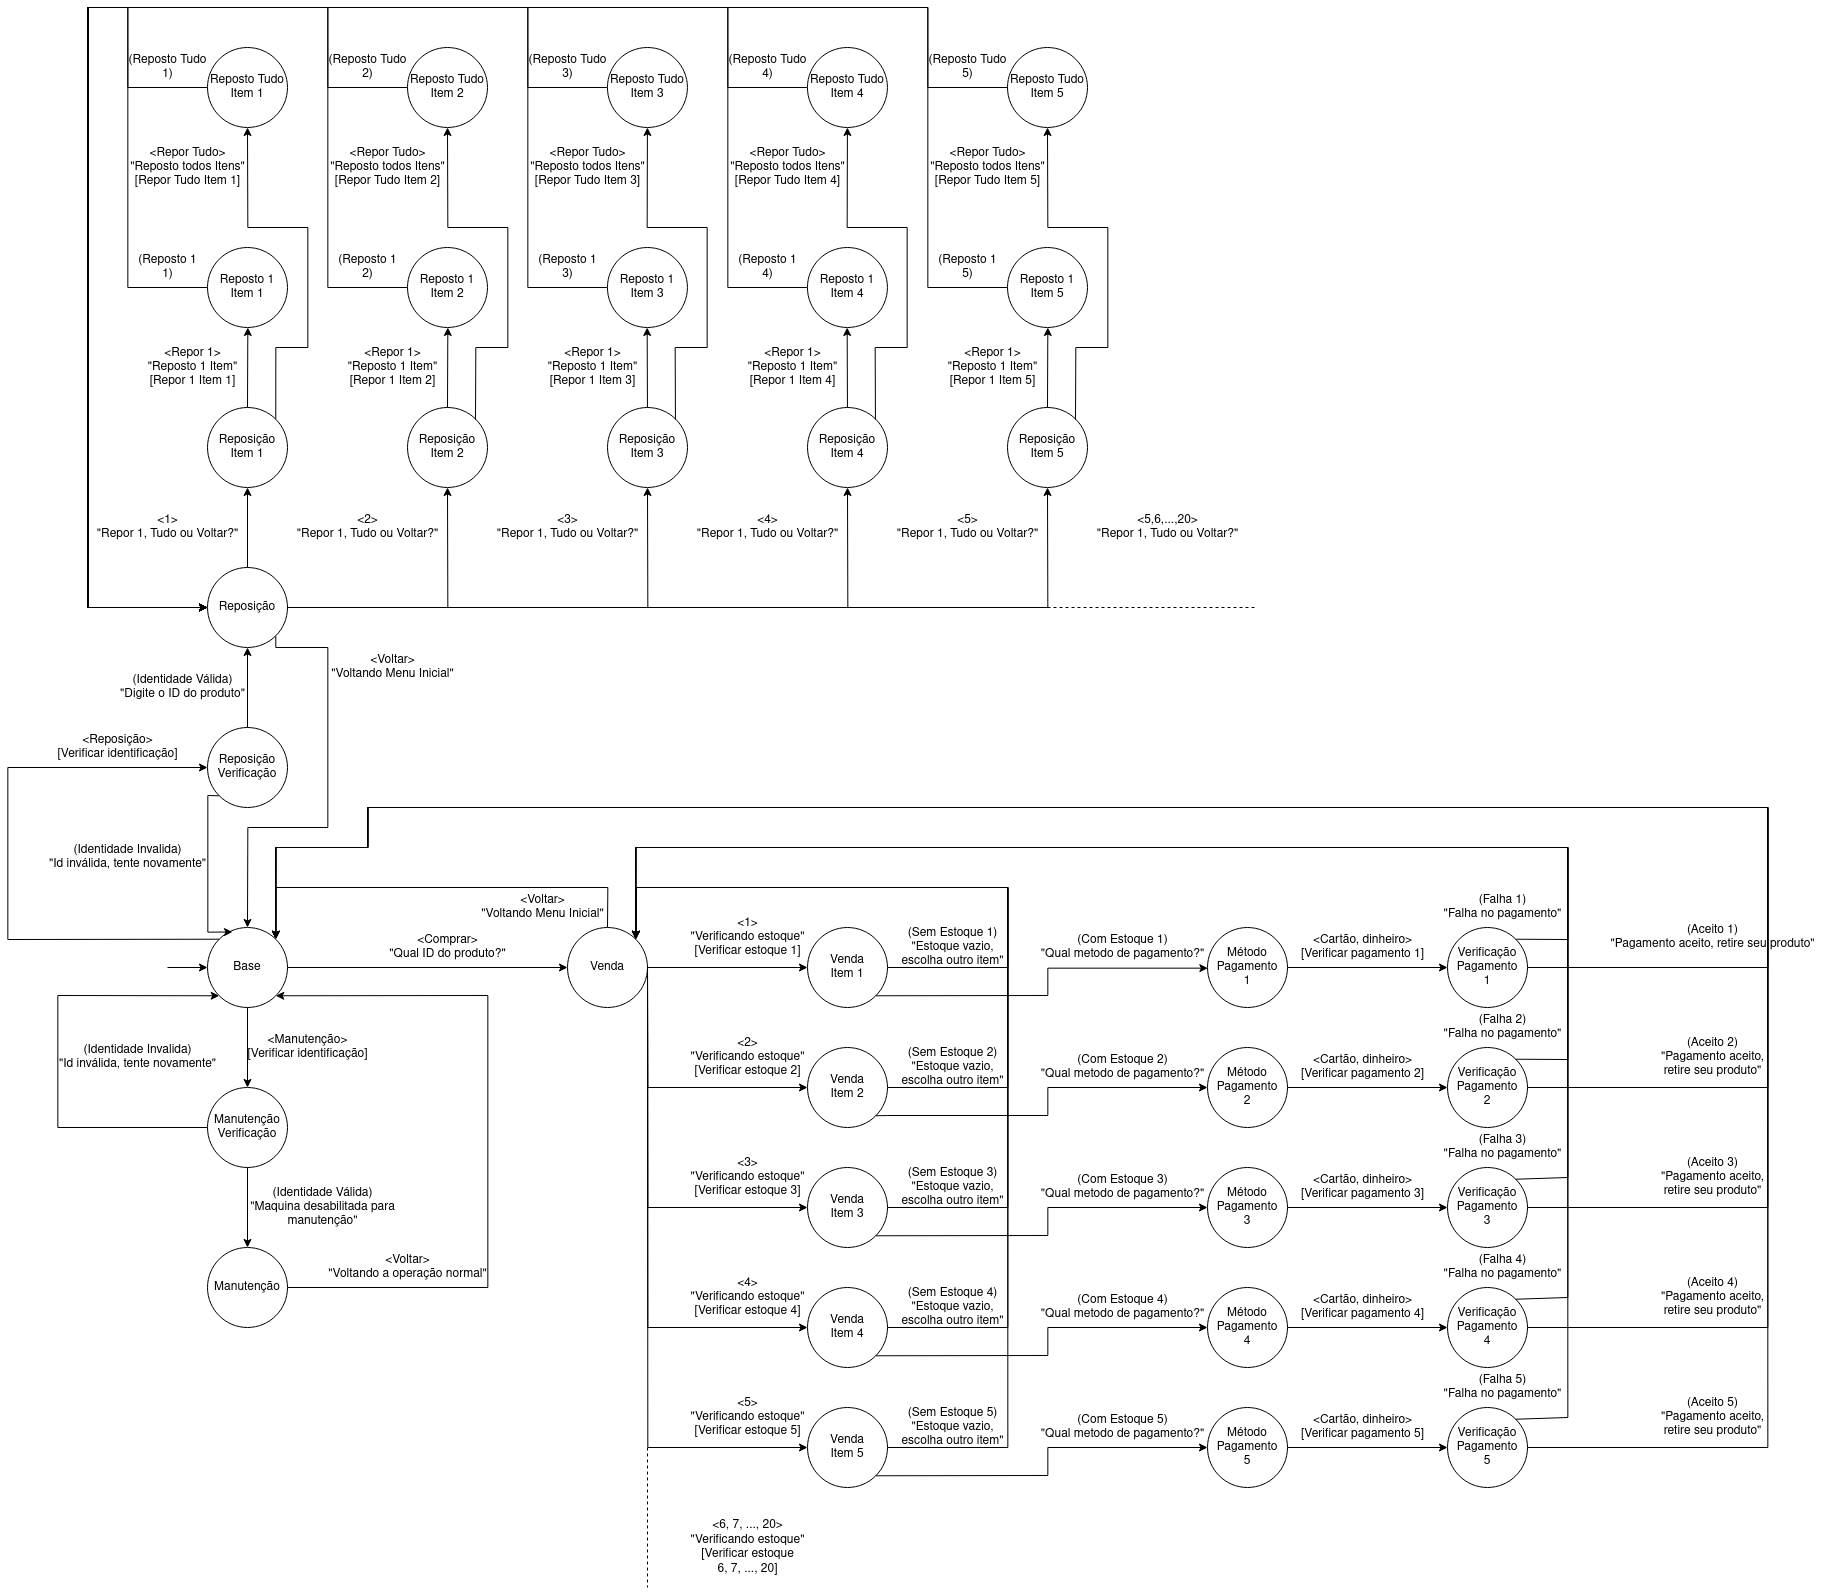 (Reposto Tudo
1)
Reposto Tudo
Item 1
(Reposto Tudo
2)
Reposto Tudo
Item 2
(Reposto Tudo
3)
Reposto Tudo
Item 3
(Reposto Tudo
4)
Reposto Tudo
Item 4
(Reposto Tudo
5)
Reposto Tudo
Item 5
<Repor Tudo>
"Reposto todos Itens"
[Repor Tudo Item 1]
<Repor Tudo>
"Reposto todos Itens"
[Repor Tudo Item 2]
<Repor Tudo>
"Reposto todos Itens"
[Repor Tudo Item 3]
<Repor Tudo>
"Reposto todos Itens"
[Repor Tudo Item 4]
<Repor Tudo>
"Reposto todos Itens"
[Repor Tudo Item 5]
(Reposto 1
1)
Reposto 1
Item 1
(Reposto 1
2)
Reposto 1
Item 2
(Reposto 1
3)
Reposto 1
Item 3
(Reposto 1
4)
Reposto 1
Item 4
(Reposto 1
5)
Reposto 1
Item 5
<Repor 1>
"Reposto 1 Item"
[Repor 1 Item 1]
<Repor 1>
"Reposto 1 Item"
[Repor 1 Item 2]
<Repor 1>
"Reposto 1 Item"
[Repor 1 Item 3]
<Repor 1>
"Reposto 1 Item"
[Repor 1 Item 4]
<Repor 1>
"Reposto 1 Item"
[Repor 1 Item 5]
Reposição
Item 1
Reposição
Item 2
Reposição
Item 3
Reposição
Item 4
Reposição
Item 5
<1>
"Repor 1, Tudo ou Voltar?"
<2>
"Repor 1, Tudo ou Voltar?"
<3>
"Repor 1, Tudo ou Voltar?"
<4>
"Repor 1, Tudo ou Voltar?"
<5>
"Repor 1, Tudo ou Voltar?"
<5,6,...,20>
"Repor 1, Tudo ou Voltar?"
Reposição
<Voltar>
"Voltando Menu Inicial"
(Identidade Válida)
"Digite o ID do produto"
<Reposição>
[Verificar identificação]
Reposição
Verificação
(Identidade Invalida)
"Id inválida, tente novamente"
<Voltar>
"Voltando Menu Inicial"
Base
<Comprar>
"Qual ID do produto?"
Venda
<1>
"Verificando estoque"
[Verificar estoque 1]
Venda
Item 1
(Sem Estoque 1)
"Estoque vazio,
escolha outro item"
(Com Estoque 1)
"Qual metodo de pagamento?"
Método
Pagamento
1
<Cartão, dinheiro>
[Verificar pagamento 1]
(Falha 1)
"Falha no pagamento"
Verificação
Pagamento
1
(Aceito 1)
"Pagamento aceito, retire seu produto"
(Identidade Invalida)
"Id inválida, tente novamente"
<Manutenção>
[Verificar identificação]
Manutenção
Verificação
<2>
"Verificando estoque"
[Verificar estoque 2]
Venda
Item 2
(Sem Estoque 2)
"Estoque vazio,
escolha outro item"
(Com Estoque 2)
"Qual metodo de pagamento?"
Método
Pagamento
2
<Cartão, dinheiro>
[Verificar pagamento 2]
(Falha 2)
"Falha no pagamento"
Verificação
Pagamento
2
(Aceito 2)
"Pagamento aceito,
retire seu produto"
(Identidade Válida)
"Maquina desabilitada para
manutenção"
<3>
"Verificando estoque"
[Verificar estoque 3]
Venda
Item 3
(Sem Estoque 3)
"Estoque vazio,
escolha outro item"
(Com Estoque 3)
"Qual metodo de pagamento?"
Método
Pagamento
3
<Cartão, dinheiro>
[Verificar pagamento 3]
(Falha 3)
"Falha no pagamento"
Verificação
Pagamento
3
(Aceito 3)
"Pagamento aceito,
retire seu produto"
Manutenção
<Voltar>
"Voltando a operação normal"
<4>
"Verificando estoque"
[Verificar estoque 4]
Venda
Item 4
(Sem Estoque 4)
"Estoque vazio,
escolha outro item"
(Com Estoque 4)
"Qual metodo de pagamento?"
Método
Pagamento
4
<Cartão, dinheiro>
[Verificar pagamento 4]
(Falha 4)
"Falha no pagamento"
Verificação
Pagamento
4
(Aceito 4)
"Pagamento aceito,
retire seu produto"
<5>
"Verificando estoque"
[Verificar estoque 5]
Venda
Item 5
(Sem Estoque 5)
"Estoque vazio,
escolha outro item"
(Com Estoque 5)
"Qual metodo de pagamento?"
Método
Pagamento
5
<Cartão, dinheiro>
[Verificar pagamento 5]
(Falha 5)
"Falha no pagamento"
Verificação
Pagamento
5
(Aceito 5)
"Pagamento aceito,
retire seu produto"
<6, 7, ..., 20>
"Verificando estoque"
[Verificar estoque
6, 7, ..., 20]